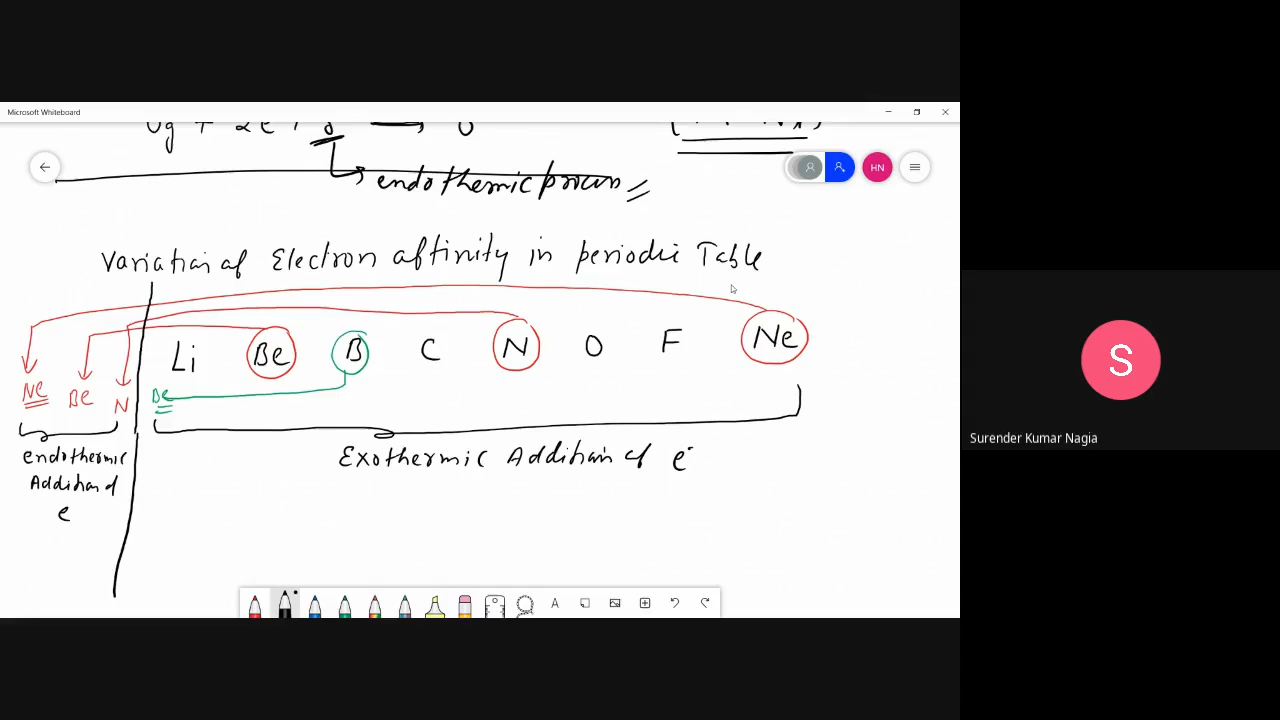 Microsoft Whiteboard
HN
endothermic process
Variation of Electron affinity in periodic Table
Li Be B C N O F Ne
Ne Be N Be
endothermic
Addition of
e
Exothermic Addition of e-
S
Surender Kumar Nagia
A